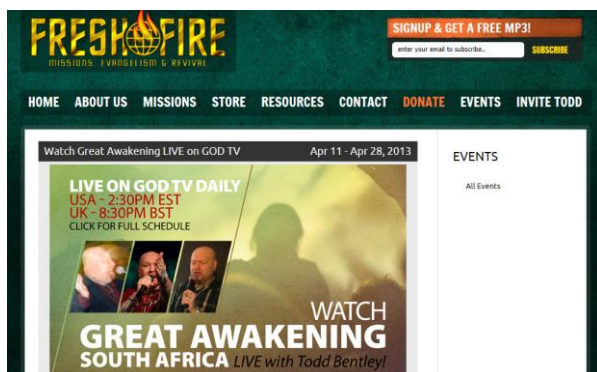 FRESH FIRE
MISSIONS, EVANGELISM & REVIVAL
SIGNUP & GET A FREE MP3!
enter your email to subscribe..
SUBSCRIBE
HOME ABOUT US MISSIONS STORE RESOURCES CONTACT DONATE EVENTS INVITE TODD
Watch Great Awakening LIVE on GOD TV Apr 11 - Apr 28, 2013
EVENTS
All Events
LIVE ON GOD TV DAILY
USA - 2:30PM EST
UK - 8:30PM BST
CLICK FOR FULL SCHEDULE
WATCH
GREAT AWAKENING
SOUTH AFRICA LIVE with Todd Bentley!